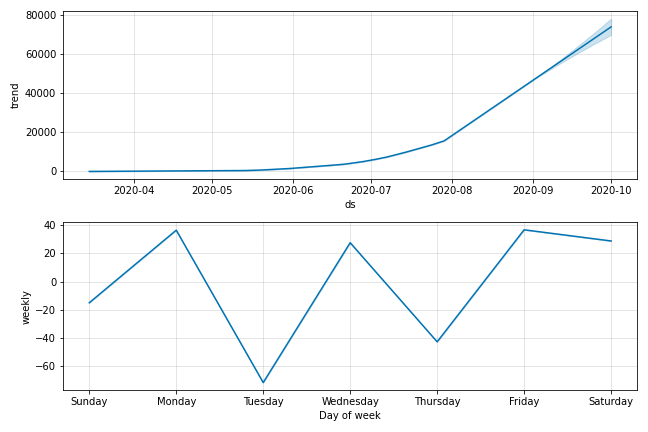 80000
60000
40000
20000
0
trend
2020-04 2020-05 2020-06 2020-07 2020-08 2020-09 2020-10
ds
40
20
0
−20
−40
−60
weekly
Sunday Monday Tuesday Wednesday Thursday Friday Saturday
Day of week